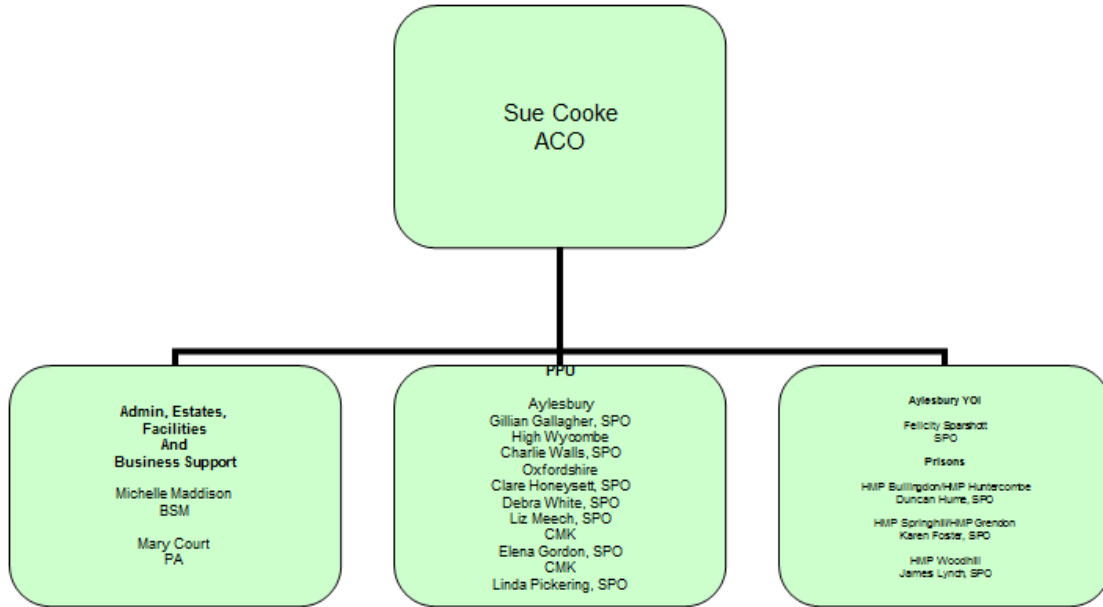 Sue Cooke
ACO
Admin, Estates,
Facilities
And
Business Support
Michelle Maddison
BSM
Mary Court
PA
PPU
Aylesbury
Gillian Gallagher, SPO
High Wycombe
Charlie Walls, SPO
Oxfordshire
Clare Honeysett, SPO
Debra White, SPO
Liz Meech, SPO
CMK
Elena Gordon, SPO
CMK
Linda Pickering, SPO
Aylesbury YOI
Felicity Sparshott
SPO
Prisons
HMP Bullingdon/HMP Huntercombe
Duncan Hume, SPO
HMP Springhill/HMP Grendon
Karen Foster, SPO
HMP Woodhill
James Lynch, SPO